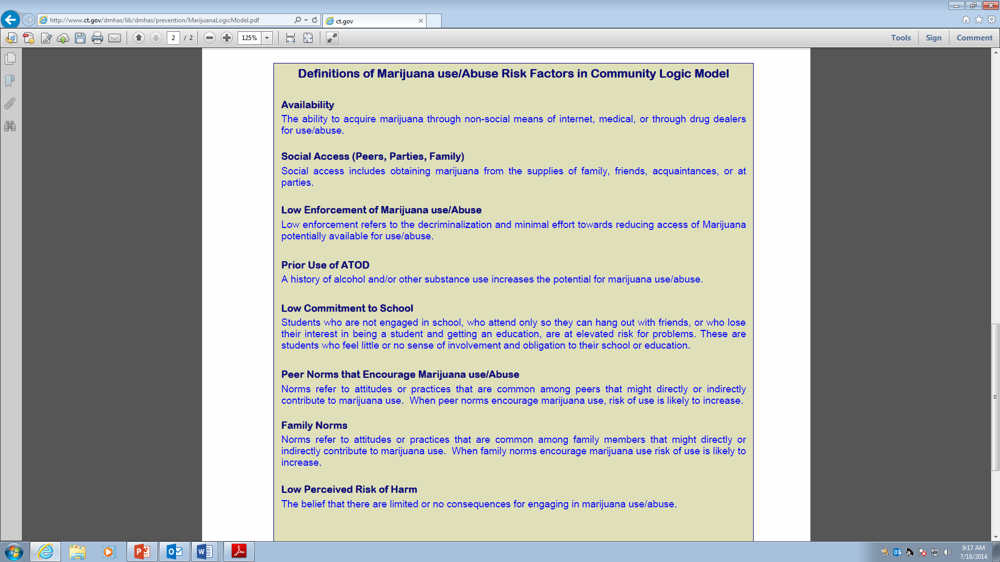 http://www.ct.gov/dmhas/lib/dmhas/prevention/MarijuanaLogicModel.pdf
ct.gov
2 / 2
125%
Tools
Sign
Comment
Definitions of Marijuana use/Abuse Risk Factors in Community Logic Model
Availability
The ability to acquire marijuana through non-social means of internet, medical, or through drug dealers
for use/abuse.
Social Access (Peers, Parties, Family)
Social access includes obtaining marijuana from the supplies of family, friends, acquaintances, or at
parties.
Low Enforcement of Marijuana use/Abuse
Low enforcement refers to the decriminalization and minimal effort towards reducing access of Marijuana
potentially available for use/abuse.
Prior Use of ATOD
A history of alcohol and/or other substance use increases the potential for marijuana use/abuse.
Low Commitment to School
Students who are not engaged in school, who attend only so they can hang out with friends, or who lose
their interest in being a student and getting an education, are at elevated risk for problems. These are
students who feel little or no sense of involvement and obligation to their school or education.
Peer Norms that Encourage Marijuana use/Abuse
Norms refer to attitudes or practices that are common among peers that might directly or indirectly
contribute to marijuana use.  When peer norms encourage marijuana use, risk of use is likely to increase.
Family Norms
Norms refer to attitudes or practices that are common among family members that might directly or
indirectly contribute to marijuana use.  When family norms encourage marijuana use risk of use is likely to
increase.
Low Perceived Risk of Harm
The belief that there are limited or no consequences for engaging in marijuana use/abuse.
9:17 AM
7/18/2014